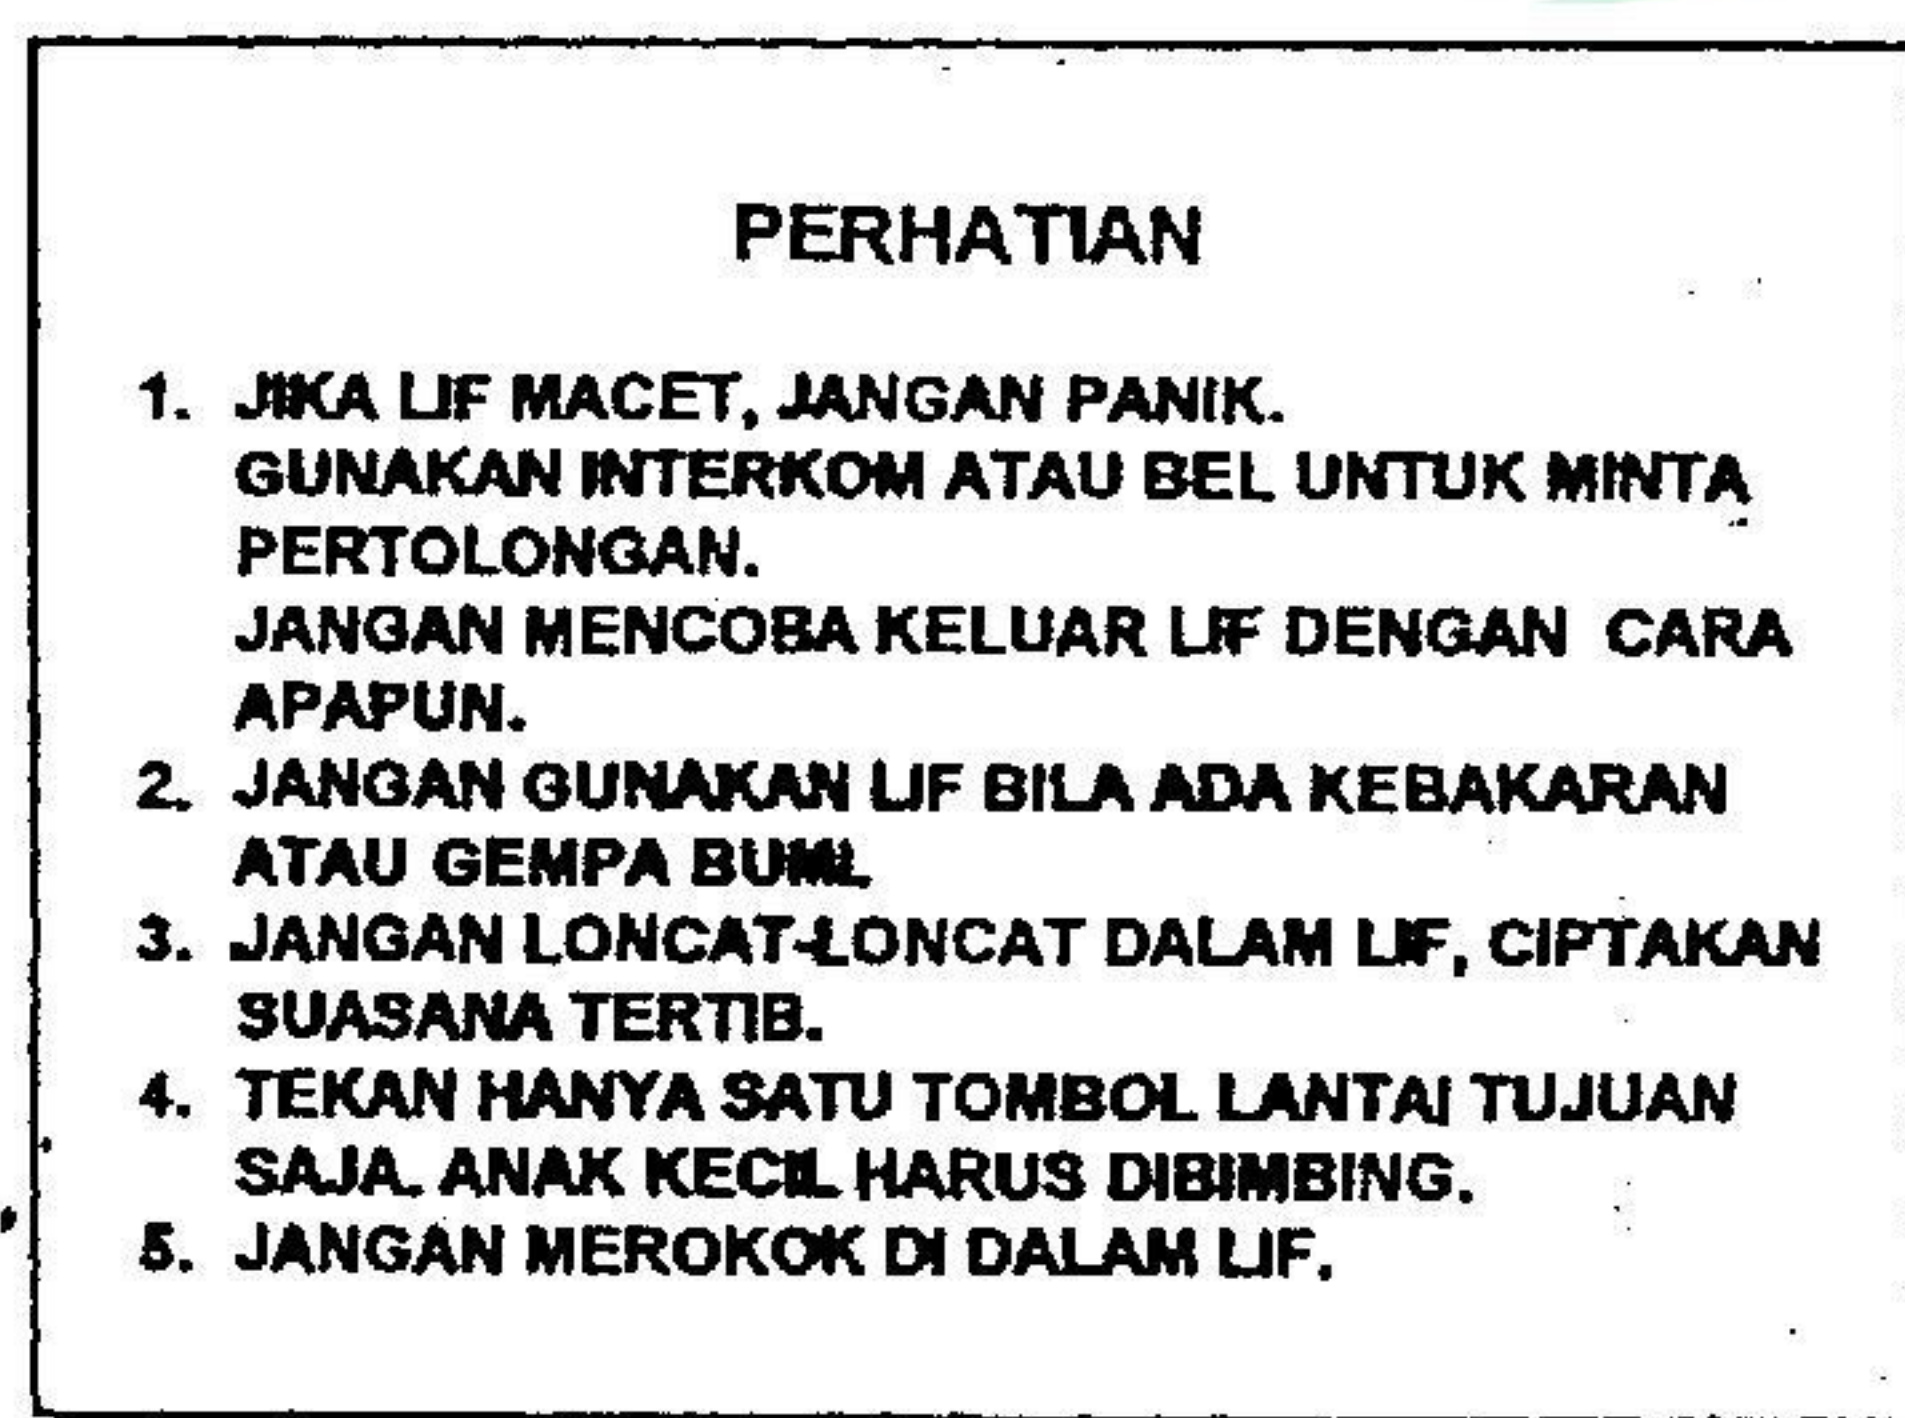 PERHATIAN
1. JIKA LIF MACET, JANGAN PANIK.
GUNAKAN INTERKOM ATAU BEL UNTUK MINTA
PERTOLONGAN.
JANGAN MENCOBA KELUAR LIF DENGAN CARA
APAPUN.
2. JANGAN GUNAKAN LIF BILA ADA KEBAKARAN
ATAU GEMPA BUMI.
3. JANGAN LONCAT-LONCAT DALAM LIF, CIPTAKAN
SUASANA TERTIB.
4. TEKAN HANYA SATU TOMBOL LANTAI TUJUAN
SAJA. ANAK KECIL HARUS DIBIMBING.
5. JANGAN MEROKOK DI DALAM LIF.